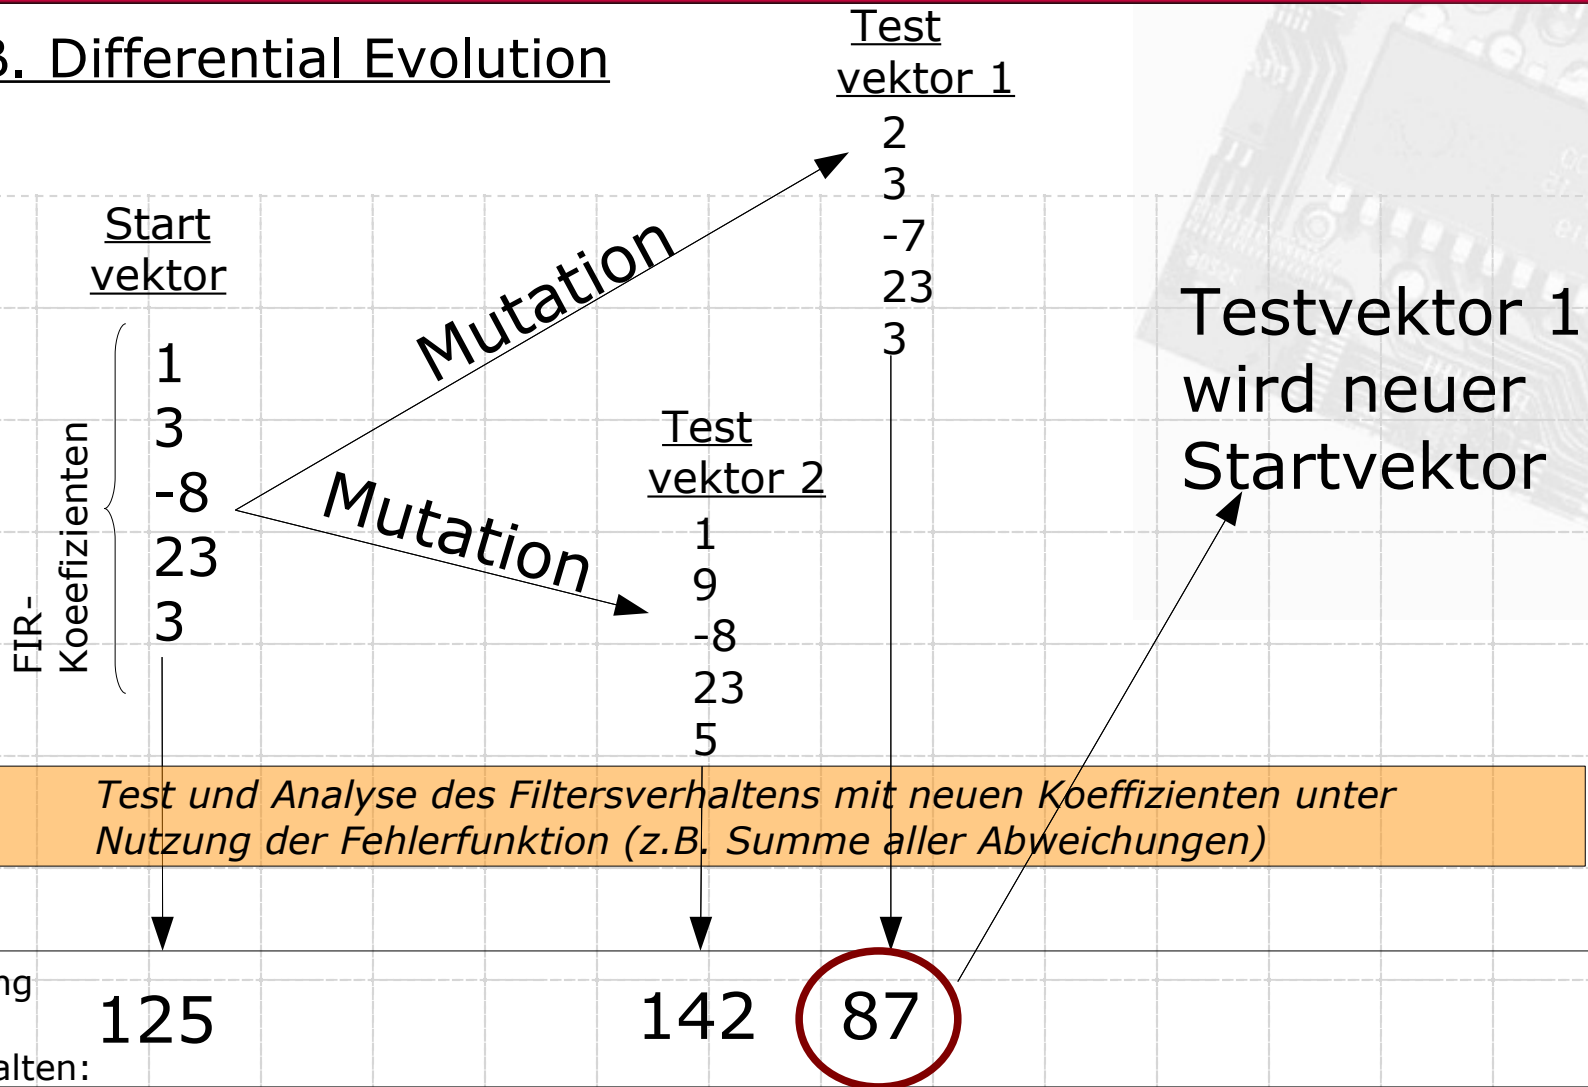 B. Differential Evolution
Test
vektor 1
2
3
-7
23
3
Start
vektor
1
3
-8
23
3
FIR-
Koeefizienten
Mutation
Mutation
Test
vektor 2
1
9
-8
23
5
Testvektor 1
wird neuer
Startvektor
Test und Analyse des Filtersverhaltens mit neuen Koeffizienten unter
Nutzung der Fehlerfunktion (z.B. Summe aller Abweichungen)
ng
alten:
125
142
87